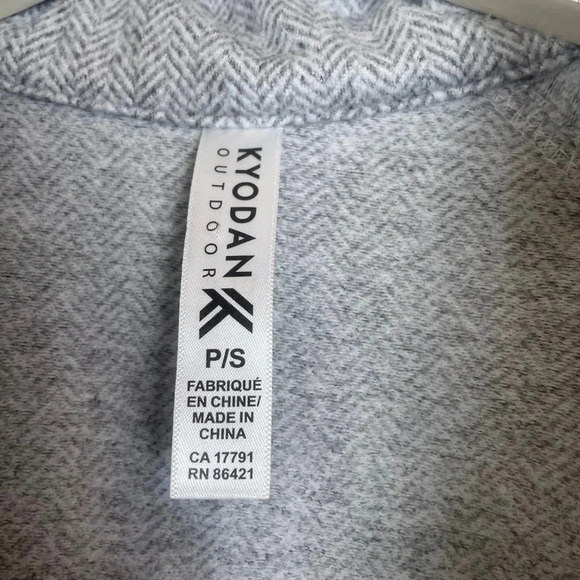 KYODAN
OUTDOOR
P/S
FABRIQUÉ
EN CHINE/
MADE IN
CHINA
CA 17791
RN 86421